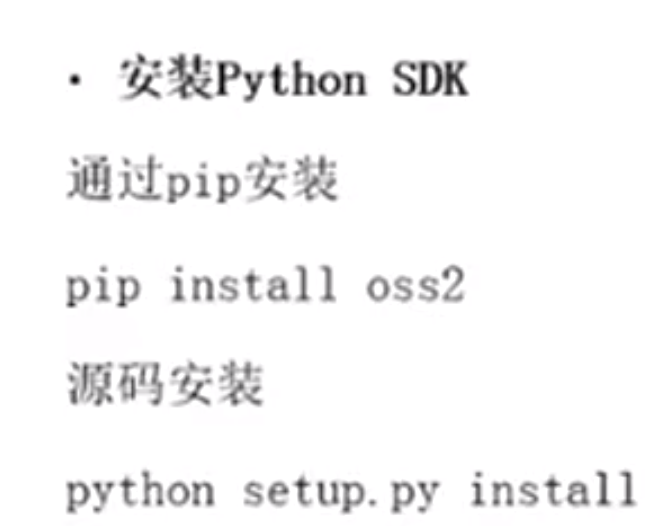 · 安装Python SDK
通过pip安装
pip install oss2
源码安装
python setup.py install